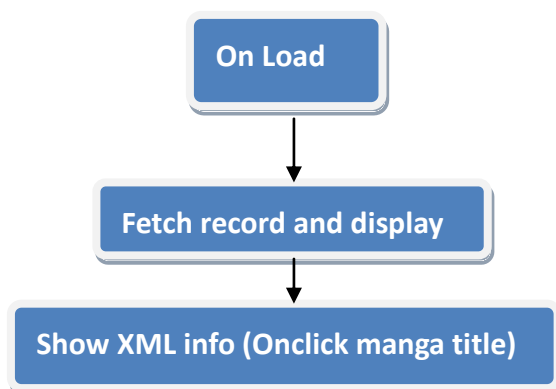 On Load
Fetch record and display
Show XML info (Onclick manga title)